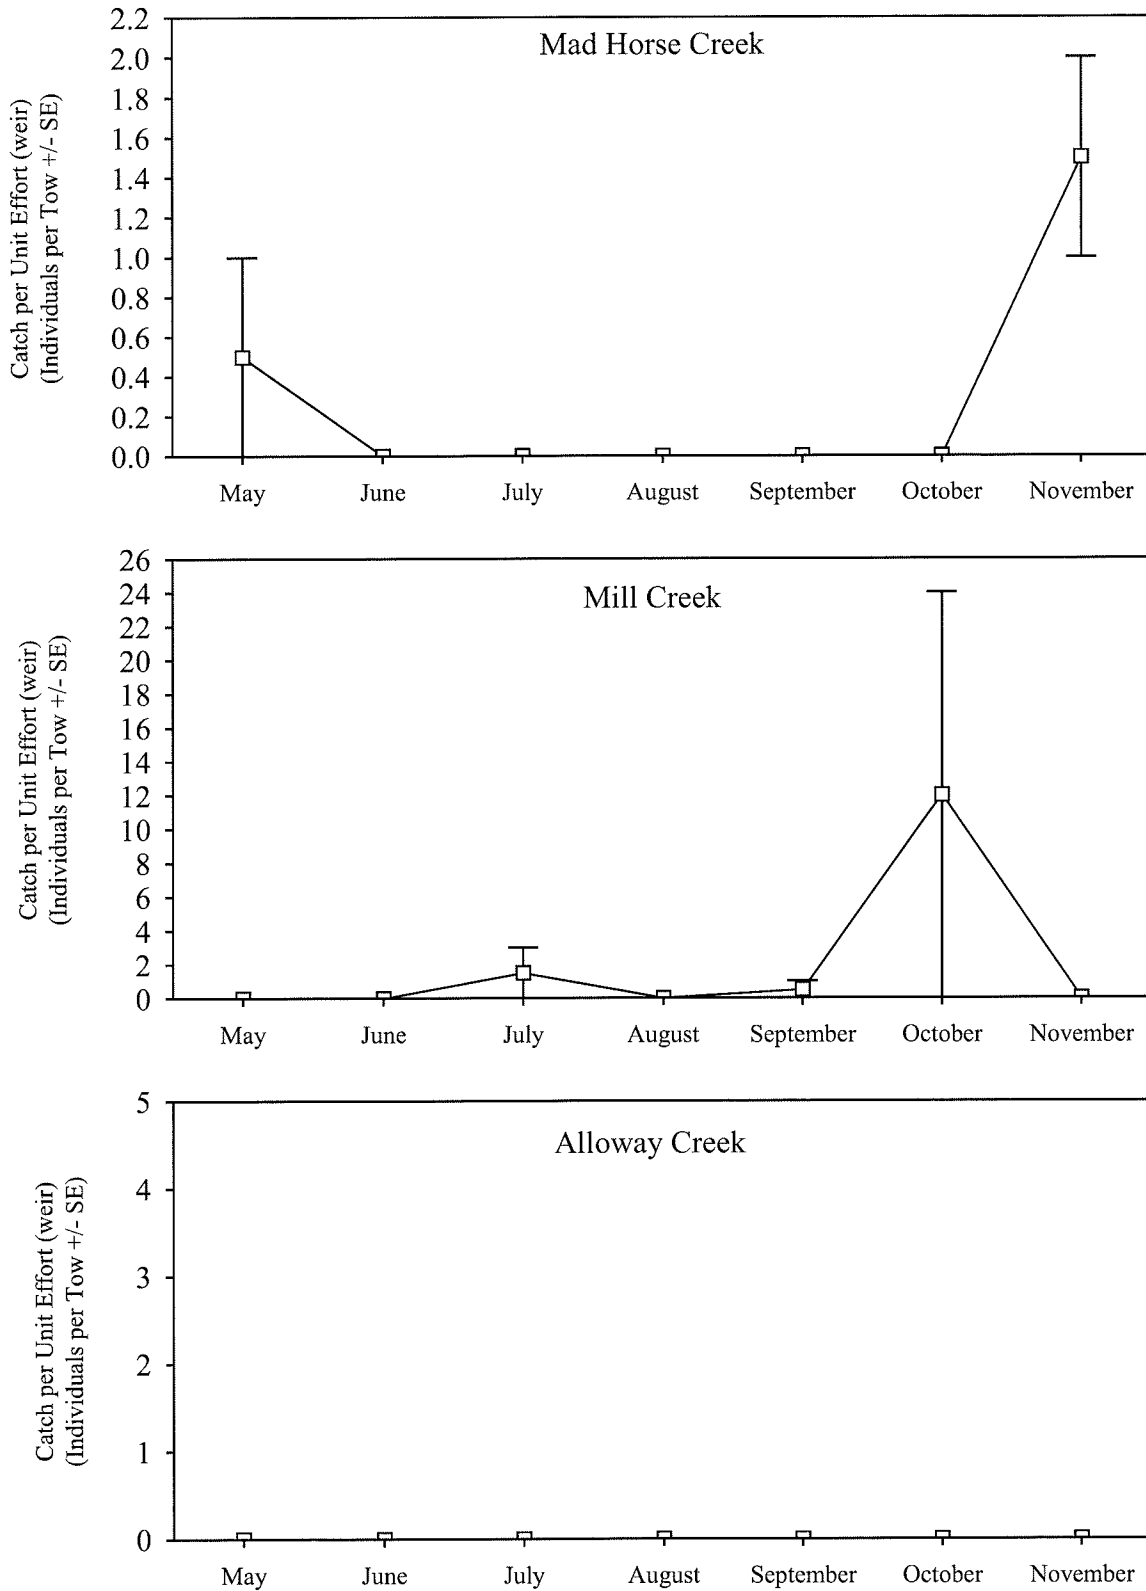 Mad Horse Creek
Catch per Unit Effort (weir)
(Individuals per Tow +/- SE)
2.2
2.0
1.8
1.6
1.4
1.2
1.0
0.8
0.6
0.4
0.2
0.0
May June July August September October November
Mill Creek
Catch per Unit Effort (weir)
(Individuals per Tow +/- SE)
26
24
22
20
18
16
14
12
10
8
6
4
2
0
May June July August September October November
Alloway Creek
Catch per Unit Effort (weir)
(Individuals per Tow +/- SE)
5
4
3
2
1
0
May June July August September October November